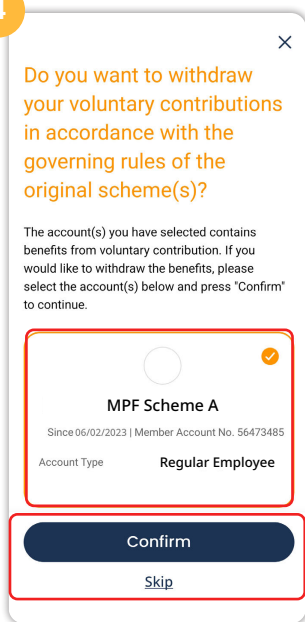 4
Do you want to withdraw
your voluntary contributions
in accordance with the
governing rules of the
original scheme(s)?
The account(s) you have selected contains
benefits from voluntary contribution. If you
would like to withdraw the benefits, please
select the account(s) below and press "Confirm"
to continue.
MPF Scheme A
Since 06/02/2023 | Member Account No. 56473485
Account Type Regular Employee
Confirm
Skip